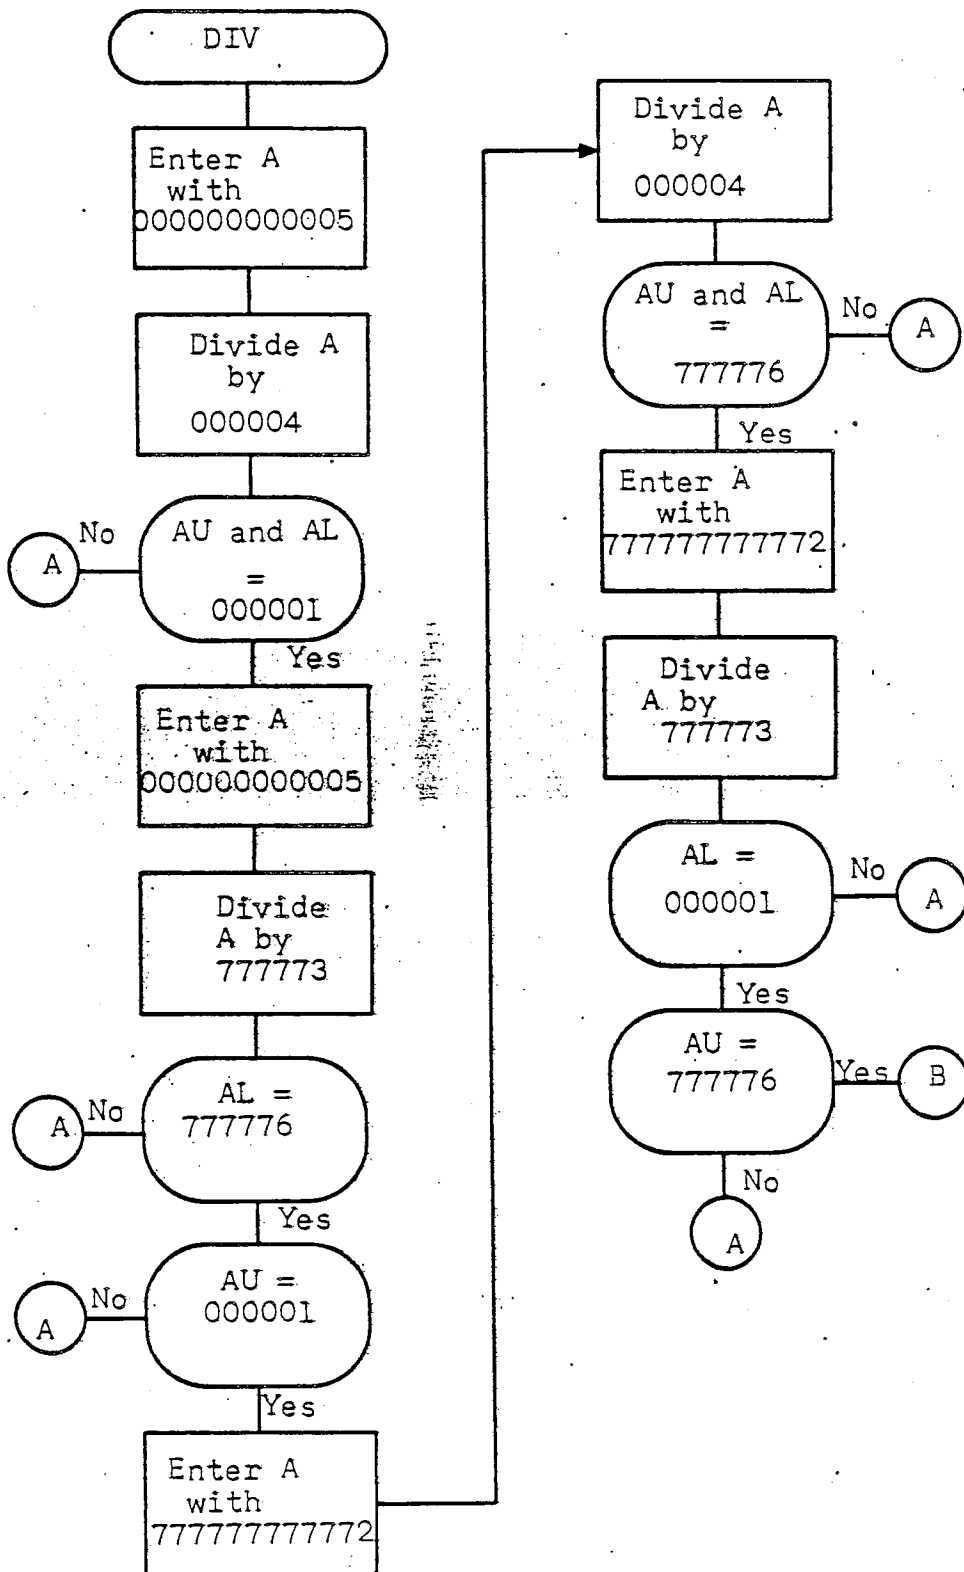 DIV
Enter A
with
000000000005
Divide A
by
000004
AU and AL
=
000001
No
A
Yes
Enter A
with
000000000005
Divide
A by
777773
AL =
777776
No
A
Yes
AU =
000001
No
A
Yes
Enter A
with
777777777772
Divide A
by
000004
AU and AL
=
777776
No
A
Yes
Enter A
with
777777777772
Divide
A by
777773
AL =
000001
No
A
Yes
AU =
777776
Yes
B
No
A